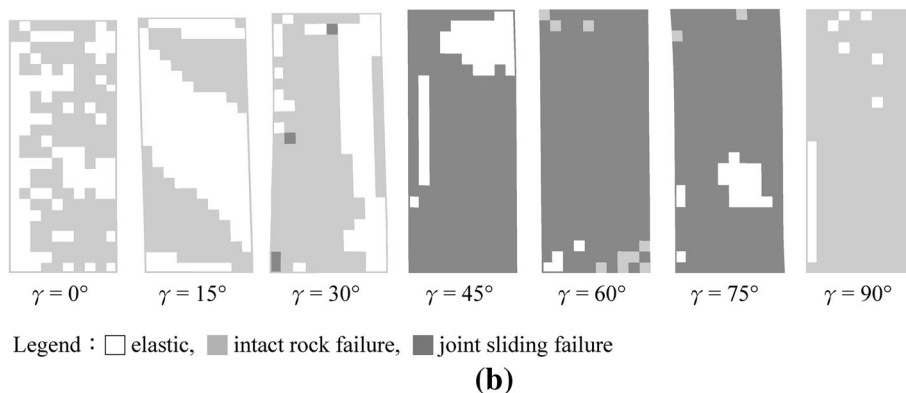 γ = 0° γ = 15° γ = 30° γ = 45° γ = 60° γ = 75° γ = 90°
Legend： elastic, intact rock failure, joint sliding failure
(b)